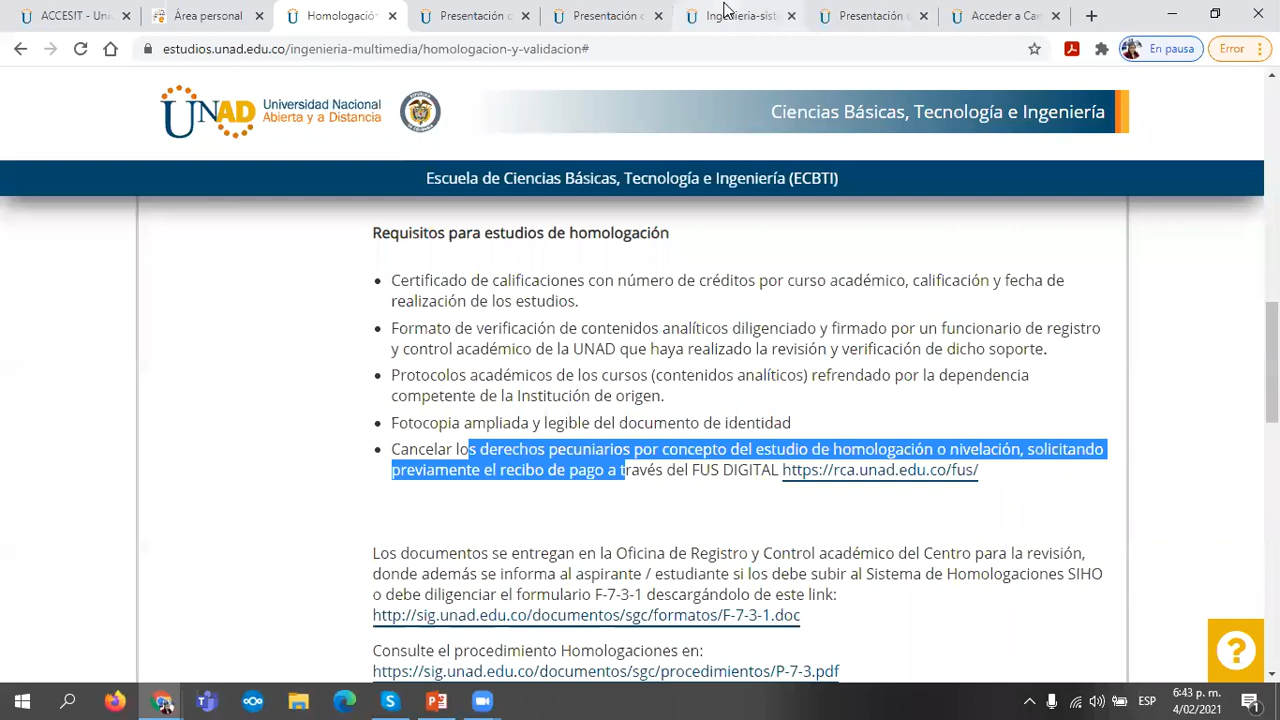 ACCESIT - Univ
Área personal
Homologación
Presentación d
Presentación c
Ingenieria-sist
Presentación e
Acceder a Can
estudios.unad.edu.co/ingenieria-multimedia/homologacion-y-validacion#
En pausa
Error
UNAD Universidad Nacional
Abierta y a Distancia
Ciencias Básicas, Tecnología e Ingeniería
Escuela de Ciencias Básicas, Tecnología e Ingeniería (ECBTI)
Requisitos para estudios de homologación
• Certificado de calificaciones con número de créditos por curso académico, calificación y fecha de
realización de los estudios.
• Formato de verificación de contenidos analíticos diligenciado y firmado por un funcionario de registro
y control académico de la UNAD que haya realizado la revisión y verificación de dicho soporte.
• Protocolos académicos de los cursos (contenidos analíticos) refrendado por la dependencia
competente de la Institución de origen.
• Fotocopia ampliada y legible del documento de identidad
• Cancelar los derechos pecuniarios por concepto del estudio de homologación o nivelación, solicitando
previamente el recibo de pago a través del FUS DIGITAL https://rca.unad.edu.co/fus/
Los documentos se entregan en la Oficina de Registro y Control académico del Centro para la revisión,
donde además se informa al aspirante / estudiante si los debe subir al Sistema de Homologaciones SIHO
o debe diligenciar el formulario F-7-3-1 descargándolo de este link:
http://sig.unad.edu.co/documentos/sgc/formatos/F-7-3-1.doc
Consulte el procedimiento Homologaciones en:
https://sig.unad.edu.co/documentos/sgc/procedimientos/P-7-3.pdf
ESP
6:43 p. m.
4/02/2021